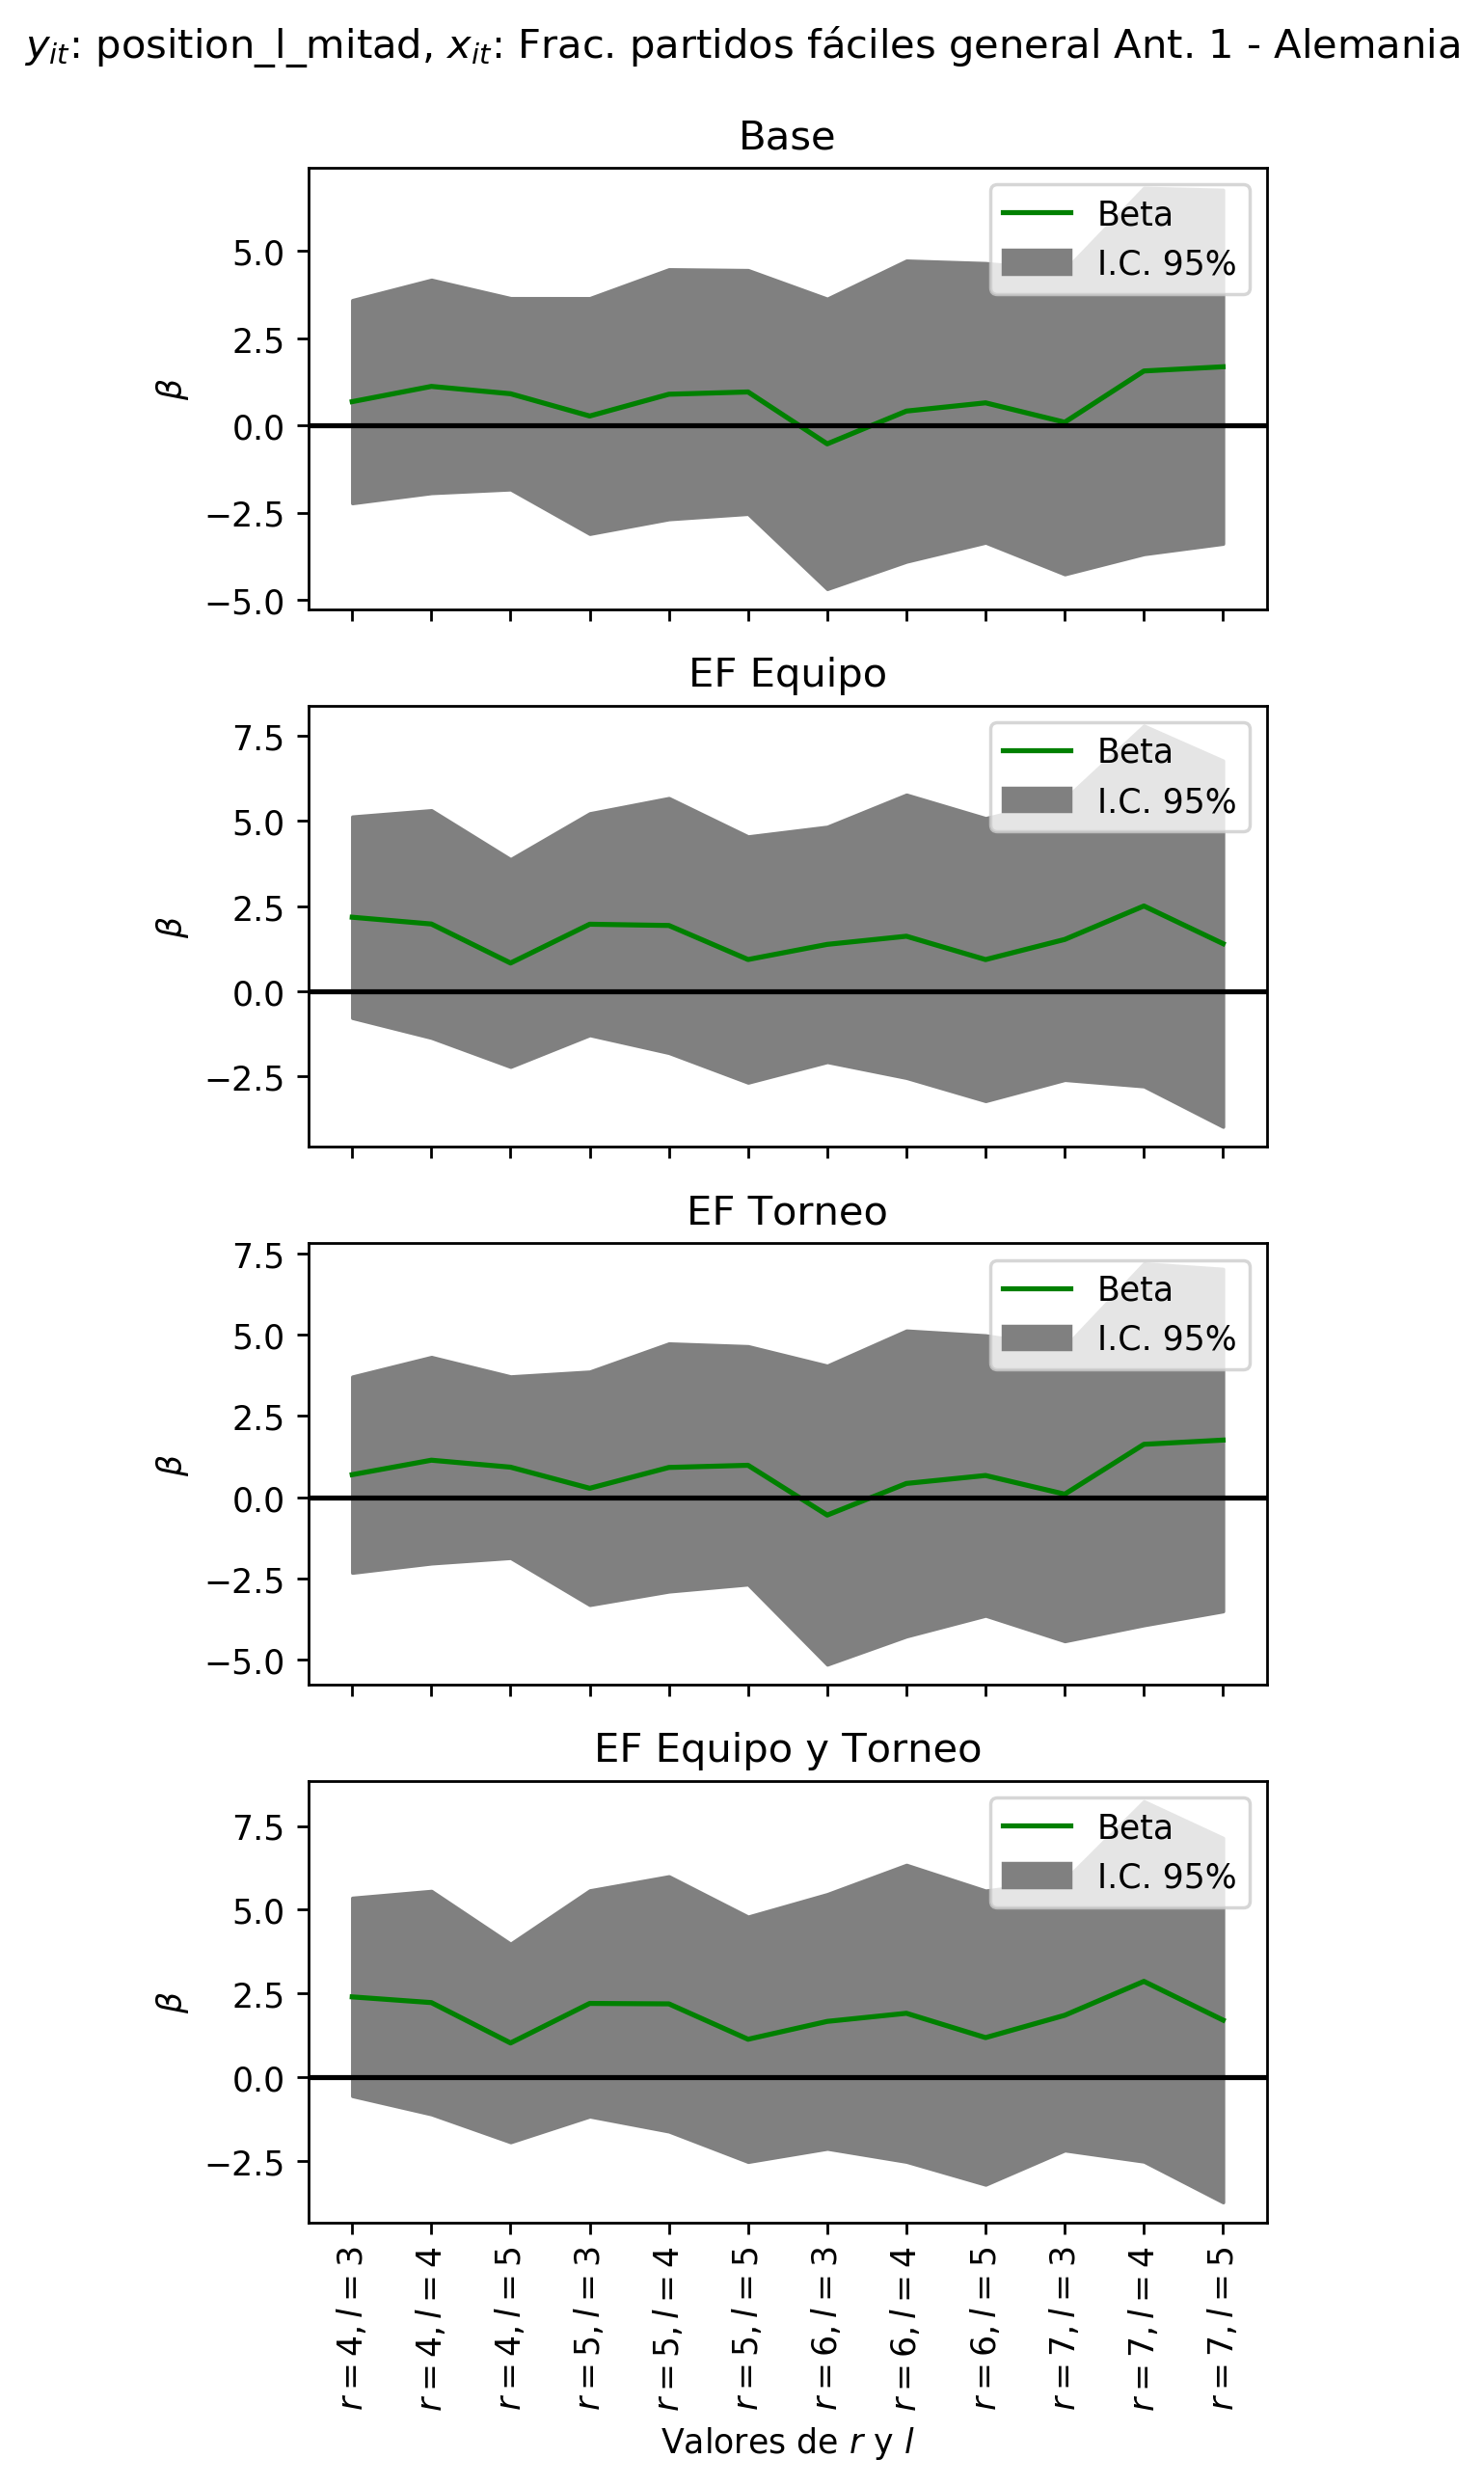 y_it: position_l_mitad, x_it: Frac. partidos fáciles general Ant. 1 - Alemania
Base
Beta
I.C. 95%
5.0
2.5
0.0
−2.5
−5.0
β
EF Equipo
Beta
I.C. 95%
7.5
5.0
2.5
0.0
−2.5
β
EF Torneo
Beta
I.C. 95%
7.5
5.0
2.5
0.0
−2.5
−5.0
β
EF Equipo y Torneo
Beta
I.C. 95%
7.5
5.0
2.5
0.0
−2.5
β
r = 4, l = 3
r = 4, l = 4
r = 4, l = 5
r = 5, l = 3
r = 5, l = 4
r = 5, l = 5
r = 6, l = 3
r = 6, l = 4
r = 6, l = 5
r = 7, l = 3
r = 7, l = 4
r = 7, l = 5
Valores de r y l